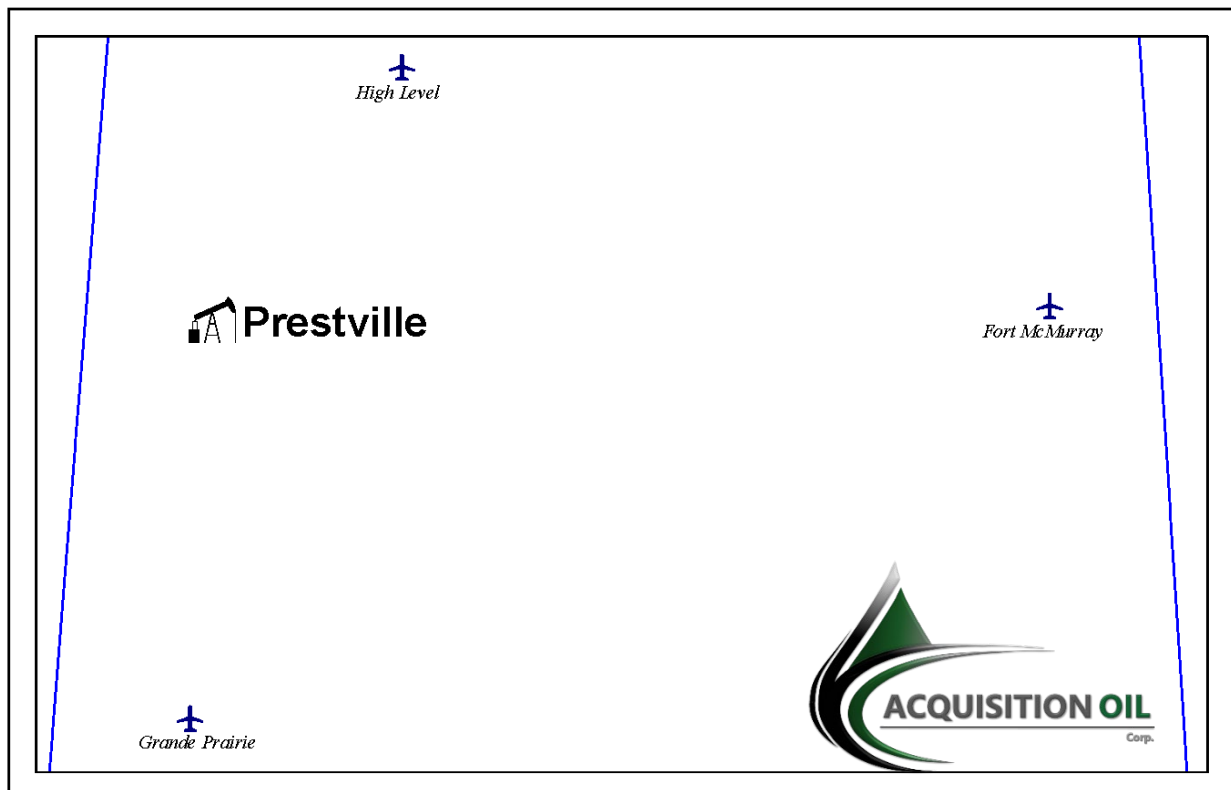 High Level
Prestville
Fort McMurray
ACQUISITION OIL
Corp.
Grande Prairie